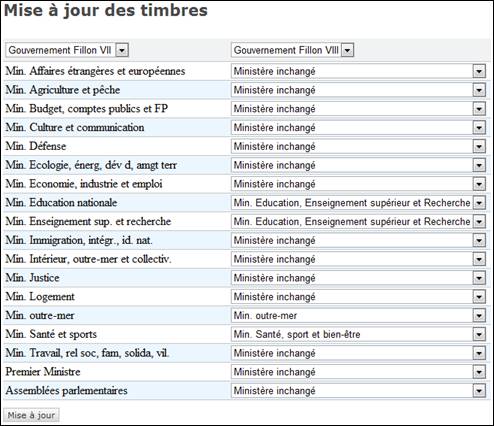 Mise à jour des timbres
Gouvernement Fillon VII Gouvernement Fillon VIII
Min. Affaires étrangères et européennes Ministère inchangé
Min. Agriculture et pêche Ministère inchangé
Min. Budget, comptes publics et FP Ministère inchangé
Min. Culture et communication Ministère inchangé
Min. Défense Ministère inchangé
Min. Ecologie, énerg, dév d, amgt terr Ministère inchangé
Min. Economie, industrie et emploi Ministère inchangé
Min. Education nationale Min. Education, Enseignement supérieur et Recherche
Min. Enseignement sup. et recherche Min. Education, Enseignement supérieur et Recherche
Min. Immigration, intégr., id. nat. Ministère inchangé
Min. Intérieur, outre-mer et collectiv. Ministère inchangé
Min. Justice Ministère inchangé
Min. Logement Ministère inchangé
Min. outre-mer Min. outre-mer
Min. Santé et sports Min. Santé, sport et bien-être
Min. Travail, rel soc, fam, solida, vil. Ministère inchangé
Premier Ministre Ministère inchangé
Assemblées parlementaires Ministère inchangé
Mise à jour